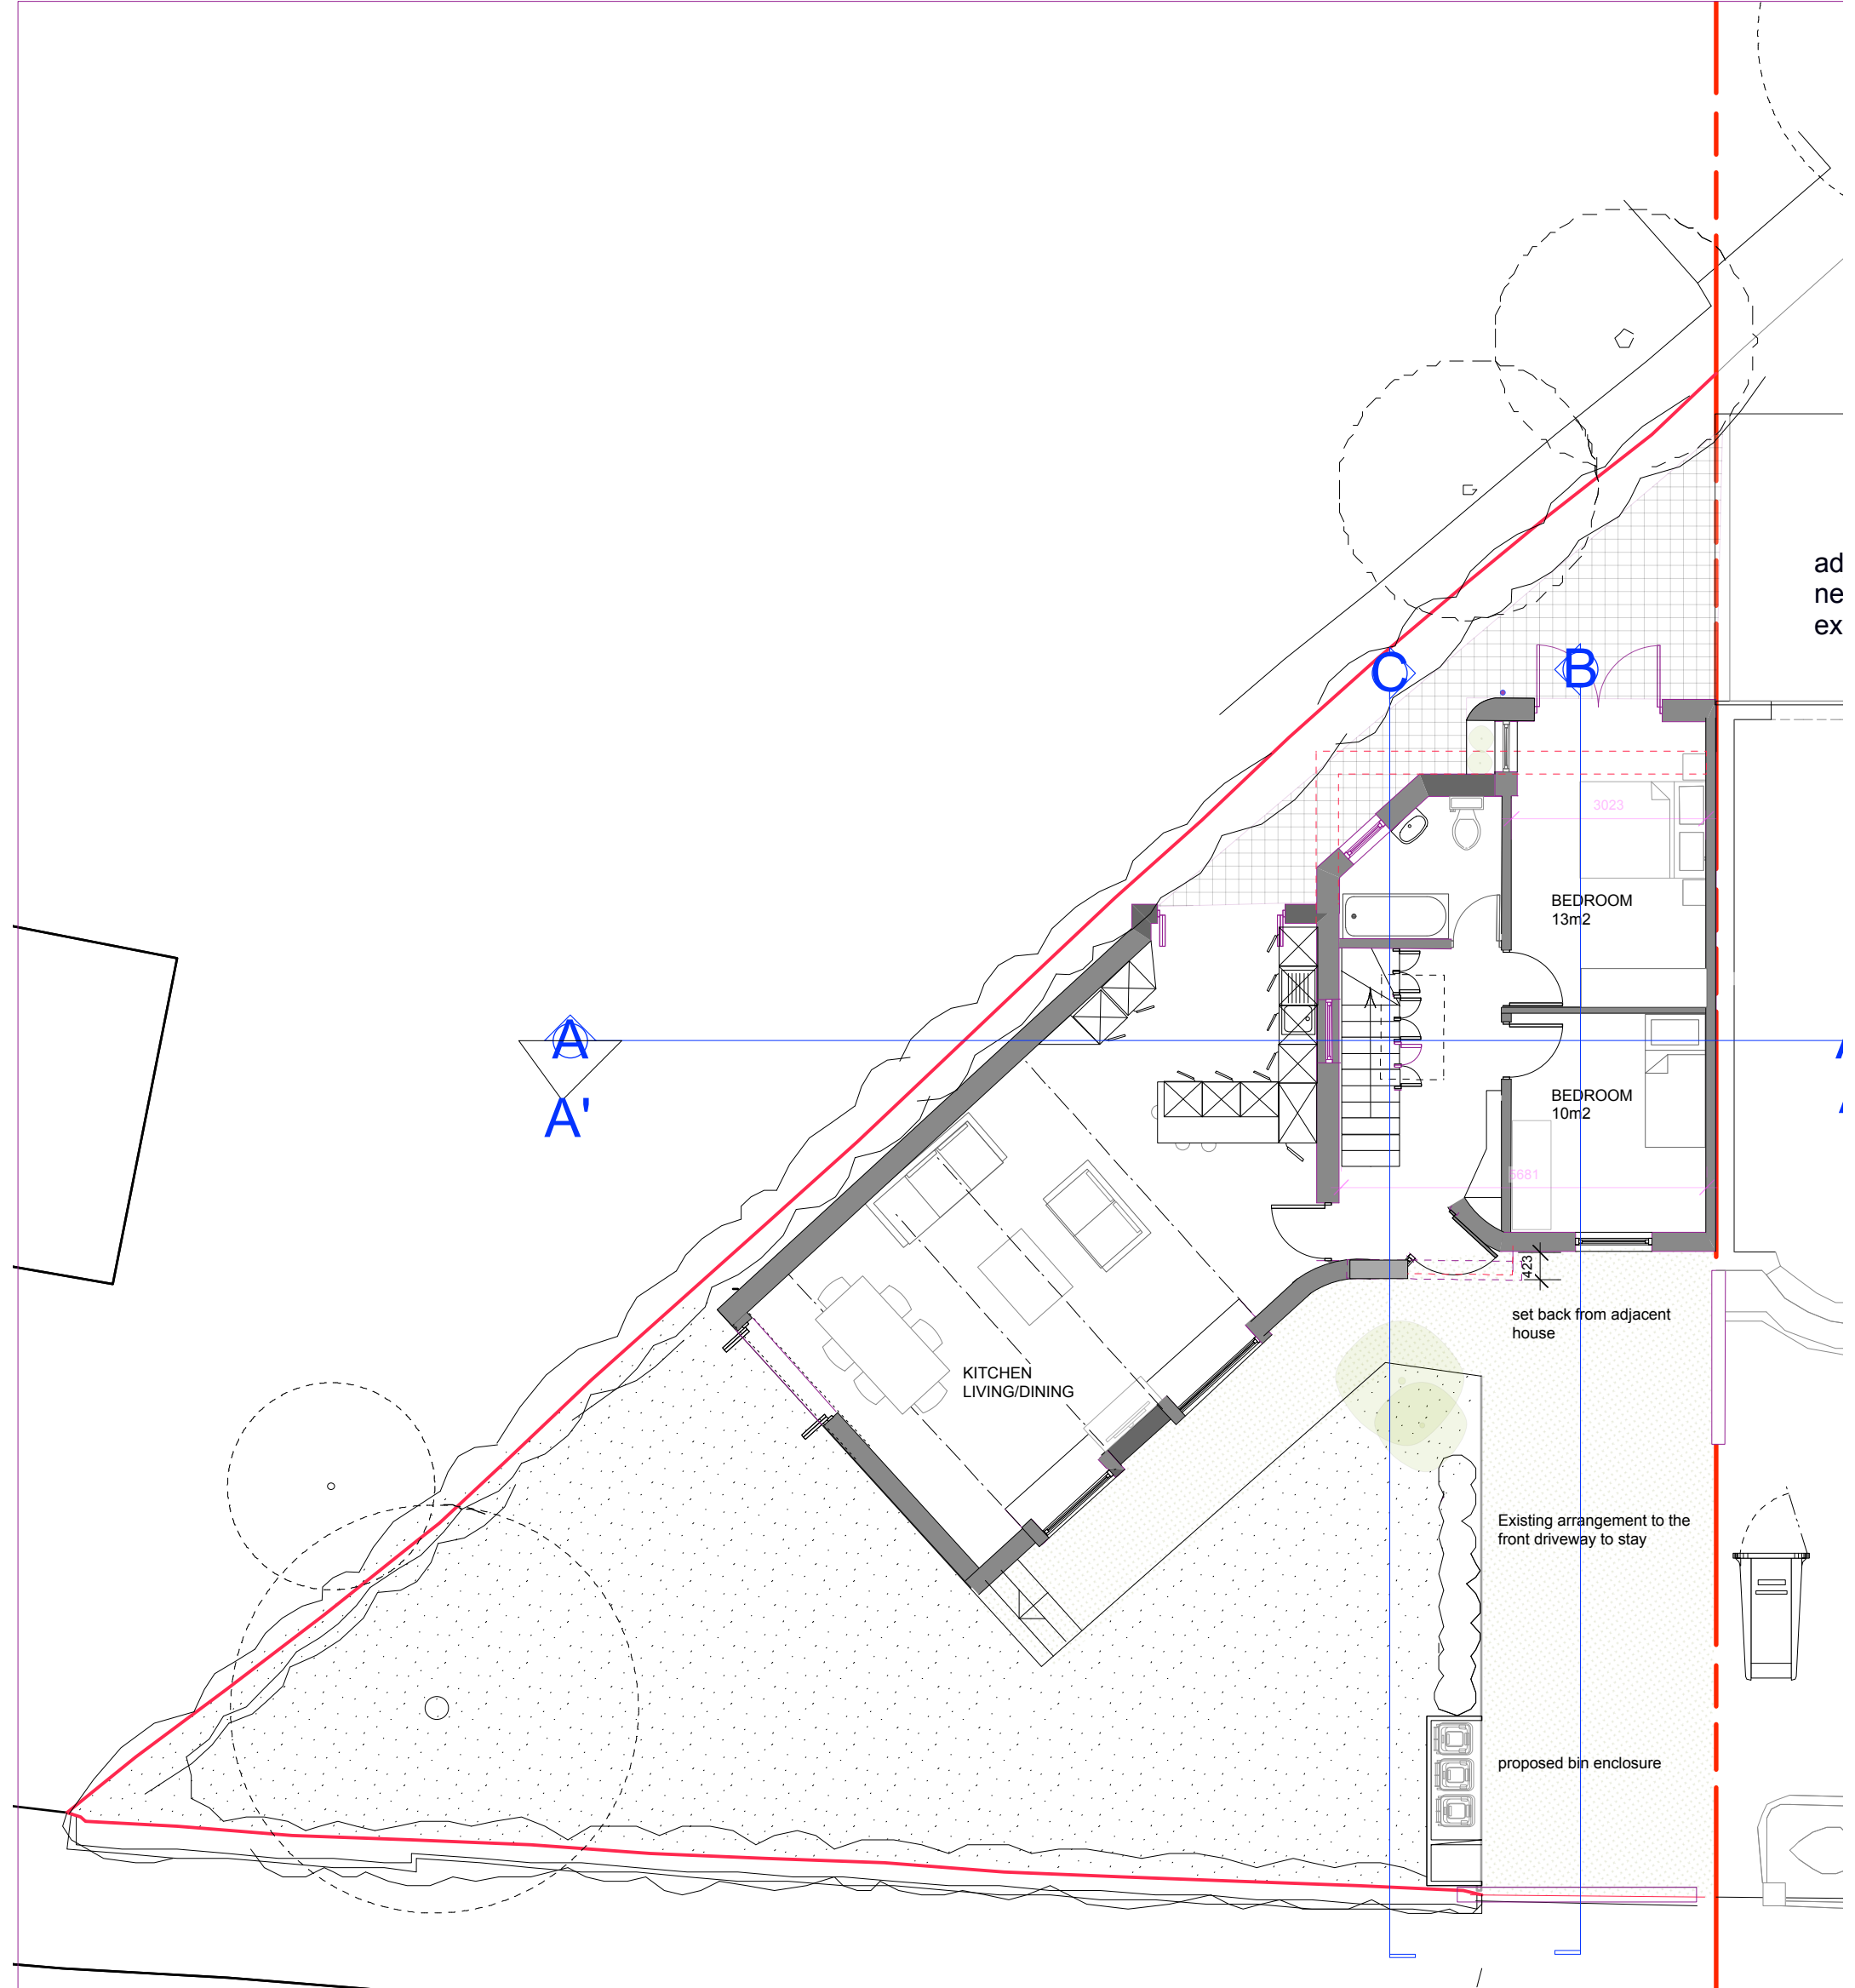 ad
ne
ex
C
B
3023
BEDROOM
13m2
A
A'
BEDROOM
10m2
5681
423
set back from adjacent
house
KITCHEN
LIVING/DINING
Existing arrangement to the
front driveway to stay
proposed bin enclosure